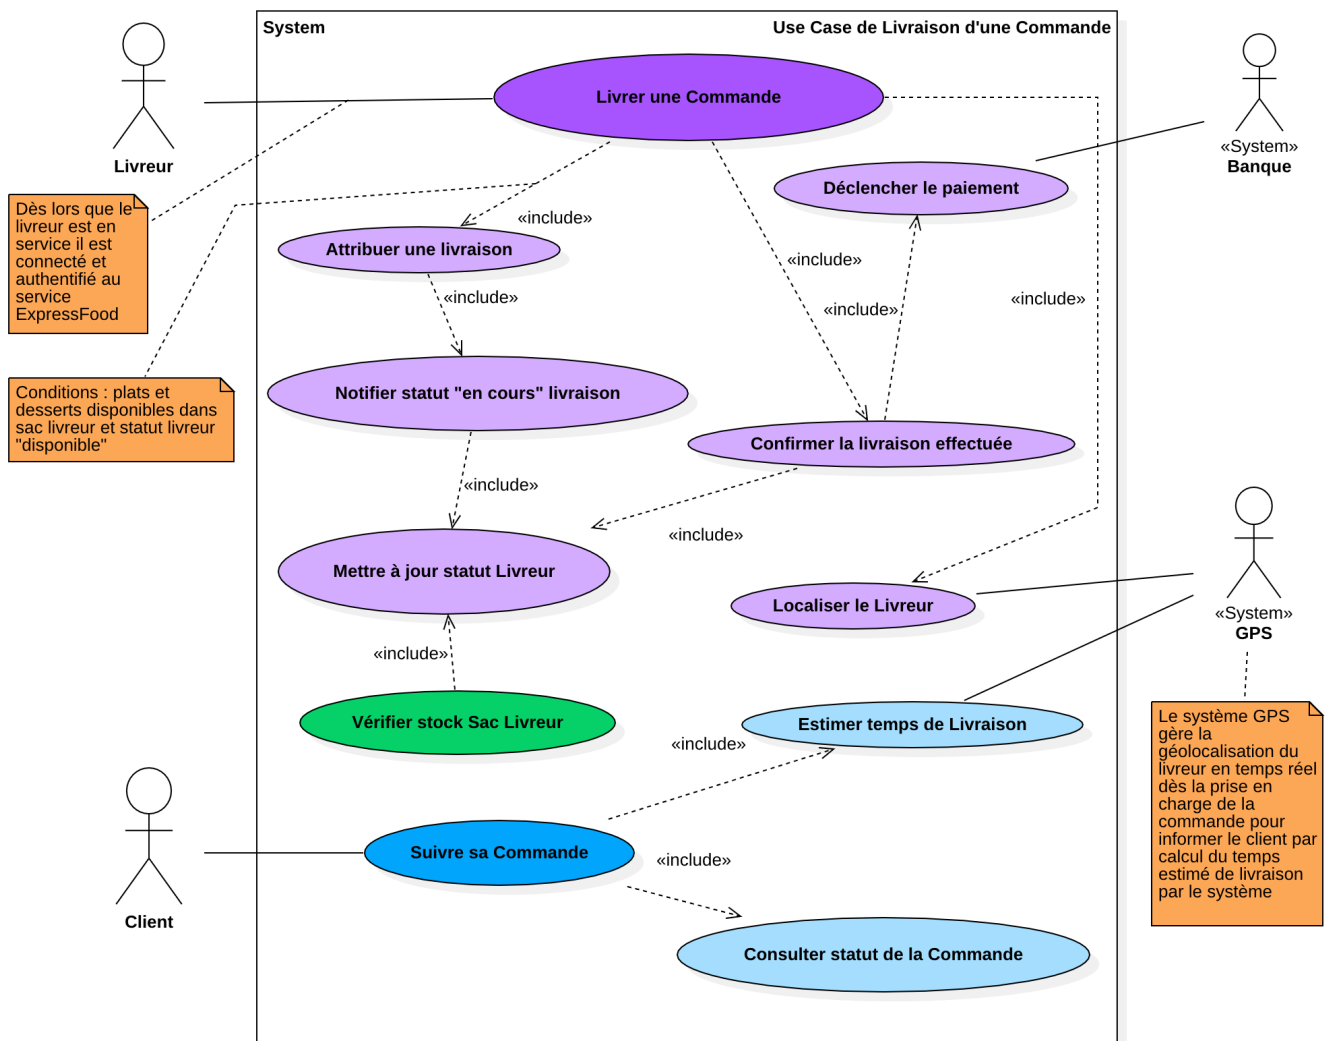 System
Use Case de Livraison d'une Commande
Livrer une Commande
Livreur
«System»
Banque
Déclencher le paiement
Dès lors que le
livreur est en
service il est
connecté et
authentifié au
service
ExpressFood
«include»
Attribuer une livraison
«include»
«include»
«include»
«include»
Conditions : plats et
desserts disponibles dans
sac livreur et statut livreur
"disponible"
Notifier statut "en cours" livraison
Confirmer la livraison effectuée
«include»
«include»
Mettre à jour statut Livreur
Localiser le Livreur
«System»
GPS
«include»
Vérifier stock Sac Livreur
Estimer temps de Livraison
«include»
Le système GPS
gère la
géolocalisation du
livreur en temps réel
dès la prise en
charge de la
commande pour
informer le client par
calcul du temps
estimé de livraison
par le système
Suivre sa Commande
«include»
Client
Consulter statut de la Commande